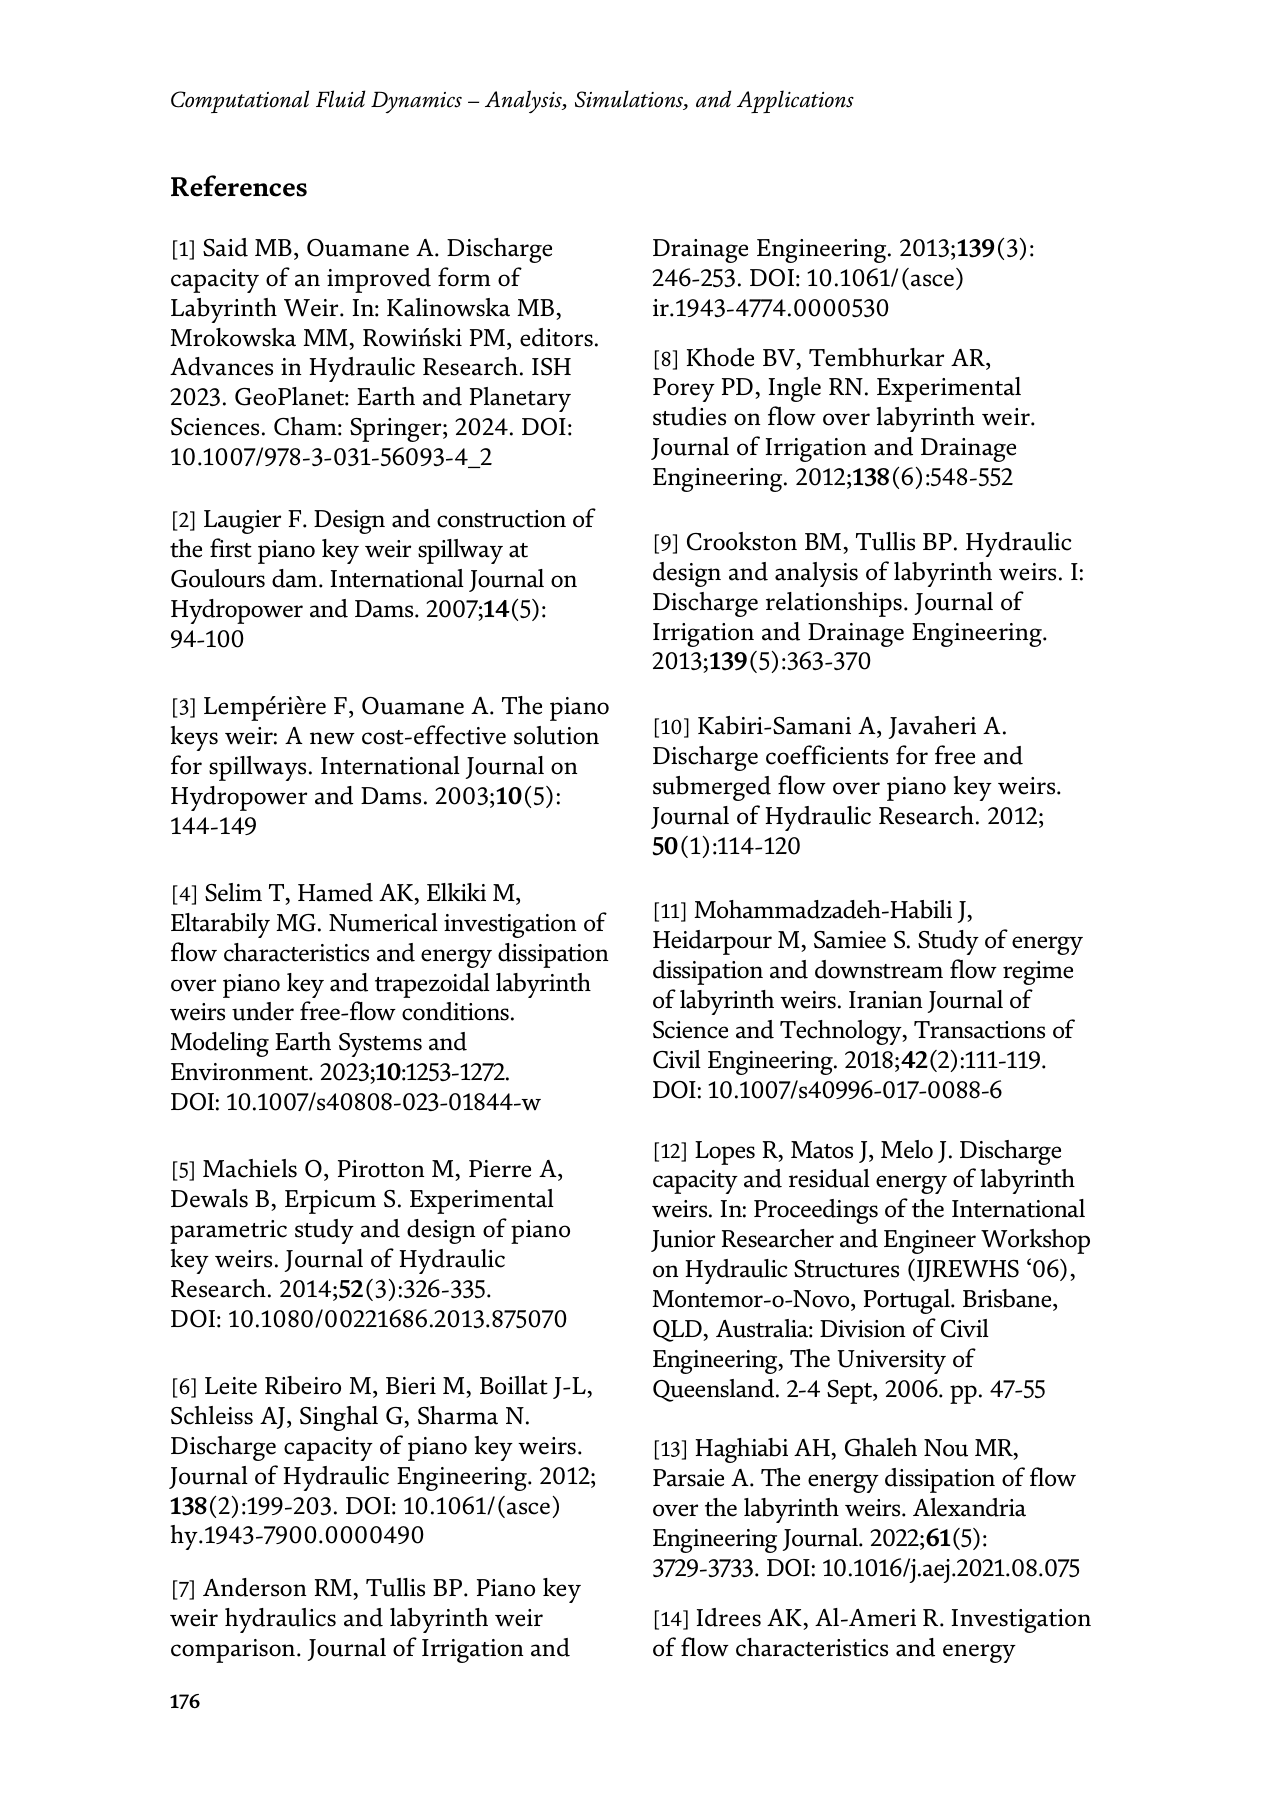 Computational Fluid Dynamics – Analysis, Simulations, and Applications
References
[1] Said MB, Ouamane A. Discharge
capacity of an improved form of
Labyrinth Weir. In: Kalinowska MB,
Mrokowska MM, Rowiński PM, editors.
Advances in Hydraulic Research. ISH
2023. GeoPlanet: Earth and Planetary
Sciences. Cham: Springer; 2024. DOI:
10.1007/978-3-031-56093-4_2
[2] Laugier F. Design and construction of
the first piano key weir spillway at
Goulours dam. International Journal on
Hydropower and Dams. 2007;14(5):
94-100
[3] Lempérière F, Ouamane A. The piano
keys weir: A new cost-effective solution
for spillways. International Journal on
Hydropower and Dams. 2003;10(5):
144-149
[4] Selim T, Hamed AK, Elkiki M,
Eltarabily MG. Numerical investigation of
flow characteristics and energy dissipation
over piano key and trapezoidal labyrinth
weirs under free-flow conditions.
Modeling Earth Systems and
Environment. 2023;10:1253-1272.
DOI: 10.1007/s40808-023-01844-w
[5] Machiels O, Pirotton M, Pierre A,
Dewals B, Erpicum S. Experimental
parametric study and design of piano
key weirs. Journal of Hydraulic
Research. 2014;52(3):326-335.
DOI: 10.1080/00221686.2013.875070
[6] Leite Ribeiro M, Bieri M, Boillat J-L,
Schleiss AJ, Singhal G, Sharma N.
Discharge capacity of piano key weirs.
Journal of Hydraulic Engineering. 2012;
138(2):199-203. DOI: 10.1061/(asce)
hy.1943-7900.0000490
[7] Anderson RM, Tullis BP. Piano key
weir hydraulics and labyrinth weir
comparison. Journal of Irrigation and
Drainage Engineering. 2013;139(3):
246-253. DOI: 10.1061/(asce)
ir.1943-4774.0000530
[8] Khode BV, Tembhurkar AR,
Porey PD, Ingle RN. Experimental
studies on flow over labyrinth weir.
Journal of Irrigation and Drainage
Engineering. 2012;138(6):548-552
[9] Crookston BM, Tullis BP. Hydraulic
design and analysis of labyrinth weirs. I:
Discharge relationships. Journal of
Irrigation and Drainage Engineering.
2013;139(5):363-370
[10] Kabiri-Samani A, Javaheri A.
Discharge coefficients for free and
submerged flow over piano key weirs.
Journal of Hydraulic Research. 2012;
50(1):114-120
[11] Mohammadzadeh-Habili J,
Heidarpour M, Samiee S. Study of energy
dissipation and downstream flow regime
of labyrinth weirs. Iranian Journal of
Science and Technology, Transactions of
Civil Engineering. 2018;42(2):111-119.
DOI: 10.1007/s40996-017-0088-6
[12] Lopes R, Matos J, Melo J. Discharge
capacity and residual energy of labyrinth
weirs. In: Proceedings of the International
Junior Researcher and Engineer Workshop
on Hydraulic Structures (IJREWHS ‘06),
Montemor-o-Novo, Portugal. Brisbane,
QLD, Australia: Division of Civil
Engineering, The University of
Queensland. 2-4 Sept, 2006. pp. 47-55
[13] Haghiabi AH, Ghaleh Nou MR,
Parsaie A. The energy dissipation of flow
over the labyrinth weirs. Alexandria
Engineering Journal. 2022;61(5):
3729-3733. DOI: 10.1016/j.aej.2021.08.075
[14] Idrees AK, Al-Ameri R. Investigation
of flow characteristics and energy
176